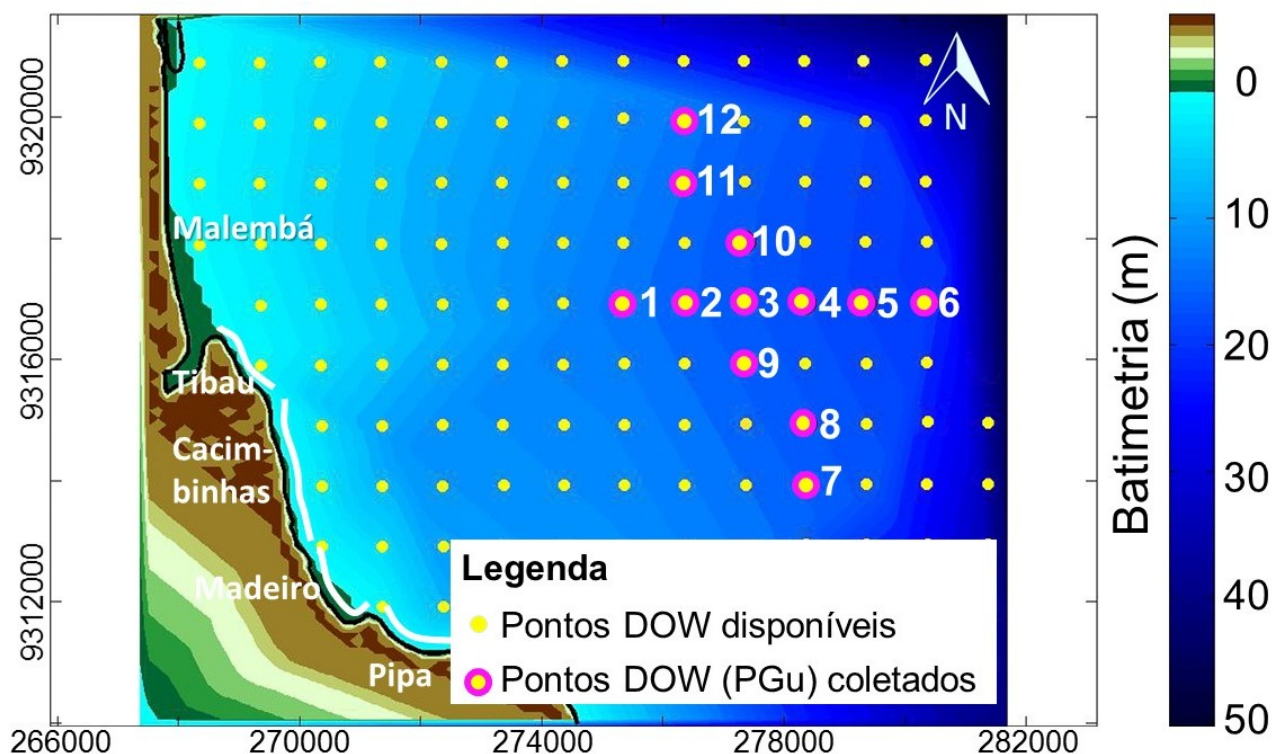 9320000
9316000
9312000
266000
270000
274000
278000
282000
Malembá
Tibau
Cacim-
binhas
Madeiro
Pipa
12
11
10
1 2 3 4 5 6
9
8
7
N
Legenda
Pontos DOW disponíveis
Pontos DOW (PGu) coletados
Batimetria (m)
0
10
20
30
40
50